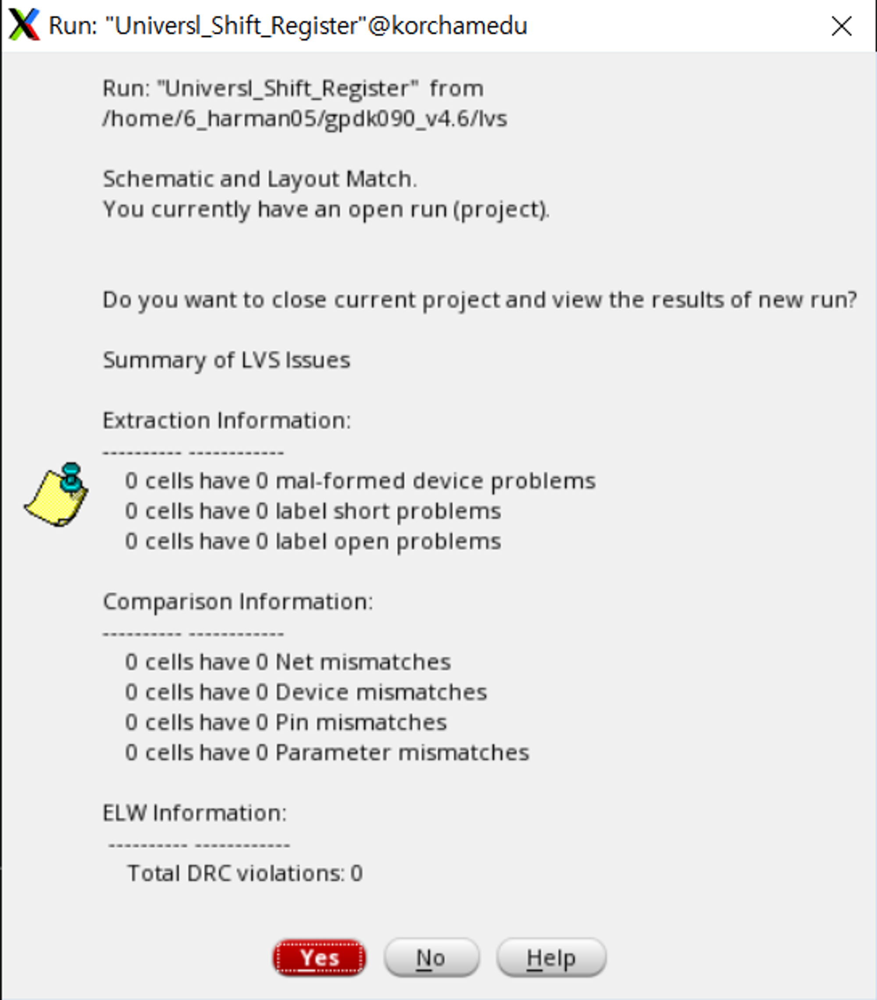 Run: "Universl_Shift_Register"@korchamedu
Run: "Universl_Shift_Register" from
/home/6_harman05/gpdk090_v4.6/lvs
Schematic and Layout Match.
You currently have an open run (project).
Do you want to close current project and view the results of new run?
Summary of LVS Issues
Extraction Information:
---------- ------------
0 cells have 0 mal-formed device problems
0 cells have 0 label short problems
0 cells have 0 label open problems
Comparison Information:
---------- ------------
0 cells have 0 Net mismatches
0 cells have 0 Device mismatches
0 cells have 0 Pin mismatches
0 cells have 0 Parameter mismatches
ELW Information:
---------- ------------
Total DRC violations: 0
Yes No Help